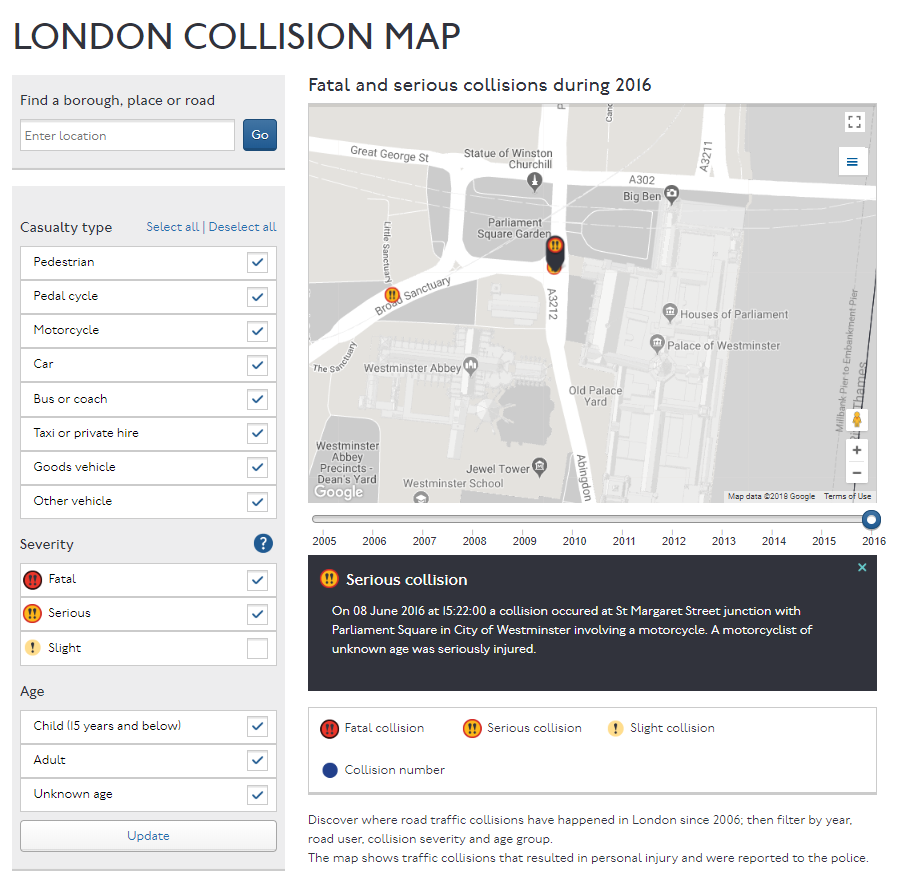 LONDON COLLISION MAP
Find a borough, place or road
Enter location
Go
Casualty type
Select all | Deselect all
Pedestrian
Pedal cycle
Motorcycle
Car
Bus or coach
Taxi or private hire
Goods vehicle
Other vehicle
Severity
?
Fatal
Serious
Slight
Age
Child (15 years and below)
Adult
Unknown age
Update
Fatal and serious collisions during 2016
Great George St
Statue of Winston
Churchill
A3211
A302
Big Ben
Parliament
Square Garden
Little Sanctuary
Broad Sanctuary
A3212
Houses of Parliament
Palace of Westminster
The Sanctuary
Westminster Abbey
Old Palace
Yard
Millbank Pier to Embankment Pier
Thames
Westminster
Abbey
Precincts -
Dean's Yard
Jewel Tower
Westminster School
Abingdon
Google
+
−
Map data ©2018 Google
Terms of Use
2005 2006 2007 2008 2009 2010 2011 2012 2013 2014 2015 2016
Serious collision
On 08 June 2016 at 15:22:00 a collision occured at St Margaret Street junction with
Parliament Square in City of Westminster involving a motorcycle. A motorcyclist of
unknown age was seriously injured.
Fatal collision
Serious collision
Slight collision
Collision number
Discover where road traffic collisions have happened in London since 2006; then filter by year,
road user, collision severity and age group.
The map shows traffic collisions that resulted in personal injury and were reported to the police.